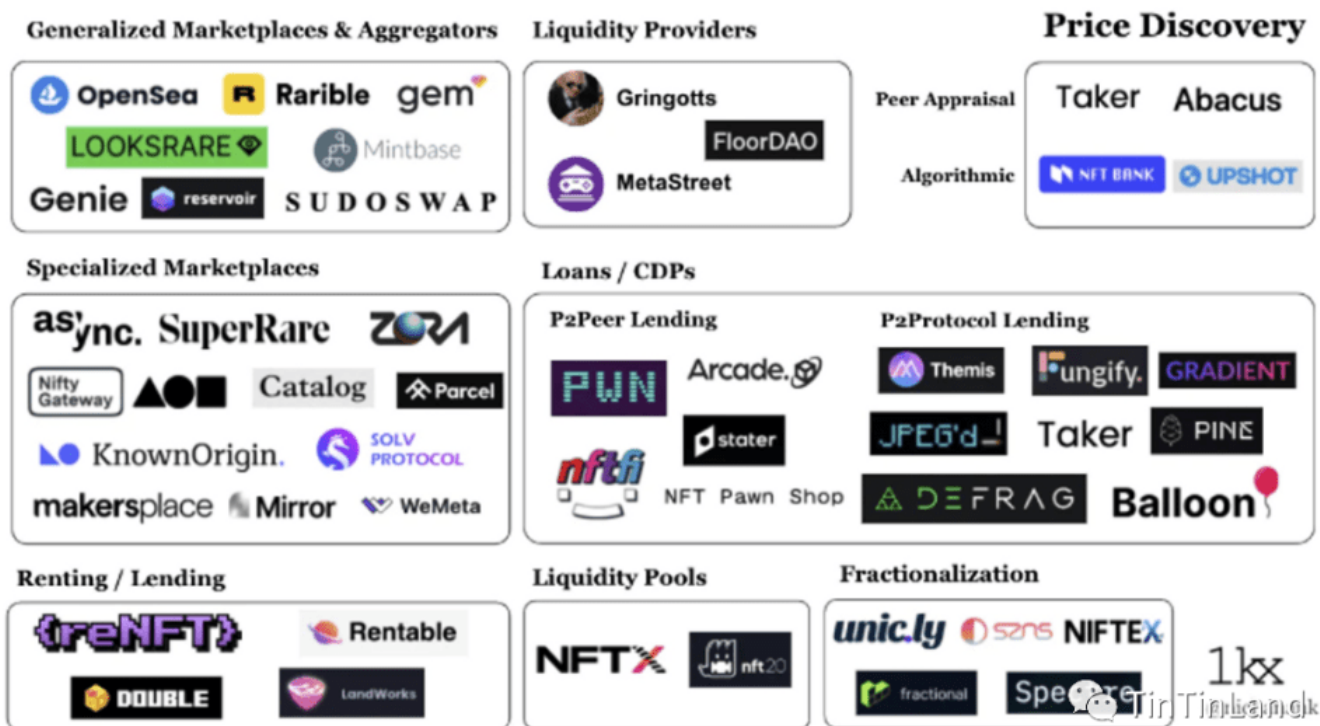 Generalized Marketplaces & Aggregators
OpenSea
Rarible
gem
LOOKSRARE
Mintbase
Genie
reservoir
SUDOSWAP
Liquidity Providers
Gringotts
FloorDAO
MetaStreet
Price Discovery
Peer Appraisal
Taker
Abacus
Algorithmic
NFT BANK
UPSHOT
Specialized Marketplaces
async.
SuperRare
ZORA
Nifty
Gateway
Catalog
Parcel
KnownOrigin.
SOLV
PROTOCOL
makersplace
Mirror
WeMeta
Loans / CDPs
P2Peer Lending
PWN
Arcade.
stater
nftfi
NFT Pawn Shop
P2Protocol Lending
Themis
Fungify.
GRADIENT
JPEG'd
Taker
PINE
DEFRAG
Balloon
Renting / Lending
{reNFT}
Rentable
DOUBLE
LandWorks
Liquidity Pools
NFTX
nft20
Fractionalization
unic.ly
NIFTEX
fractional
1kx
TinTinLand